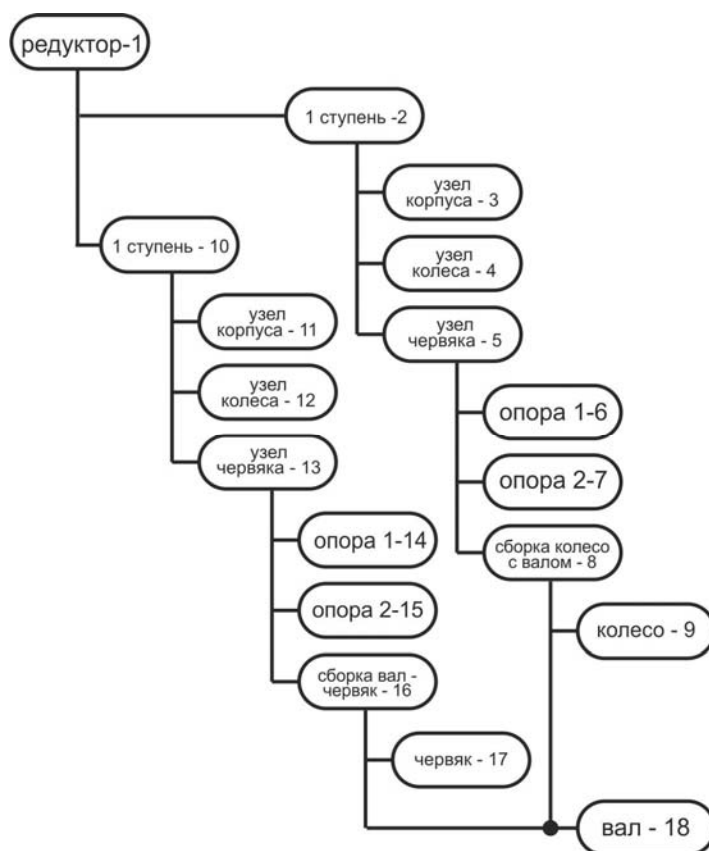 редуктор-1
1 ступень -2
узел
корпуса - 3
узел
колеса - 4
узел
червяка - 5
опора 1-6
опора 2-7
сборка колесо
с валом - 8
колесо - 9
1 ступень - 10
узел
корпуса - 11
узел
колеса - 12
узел
червяка - 13
опора 1-14
опора 2-15
сборка вал -
червяк - 16
червяк - 17
вал - 18